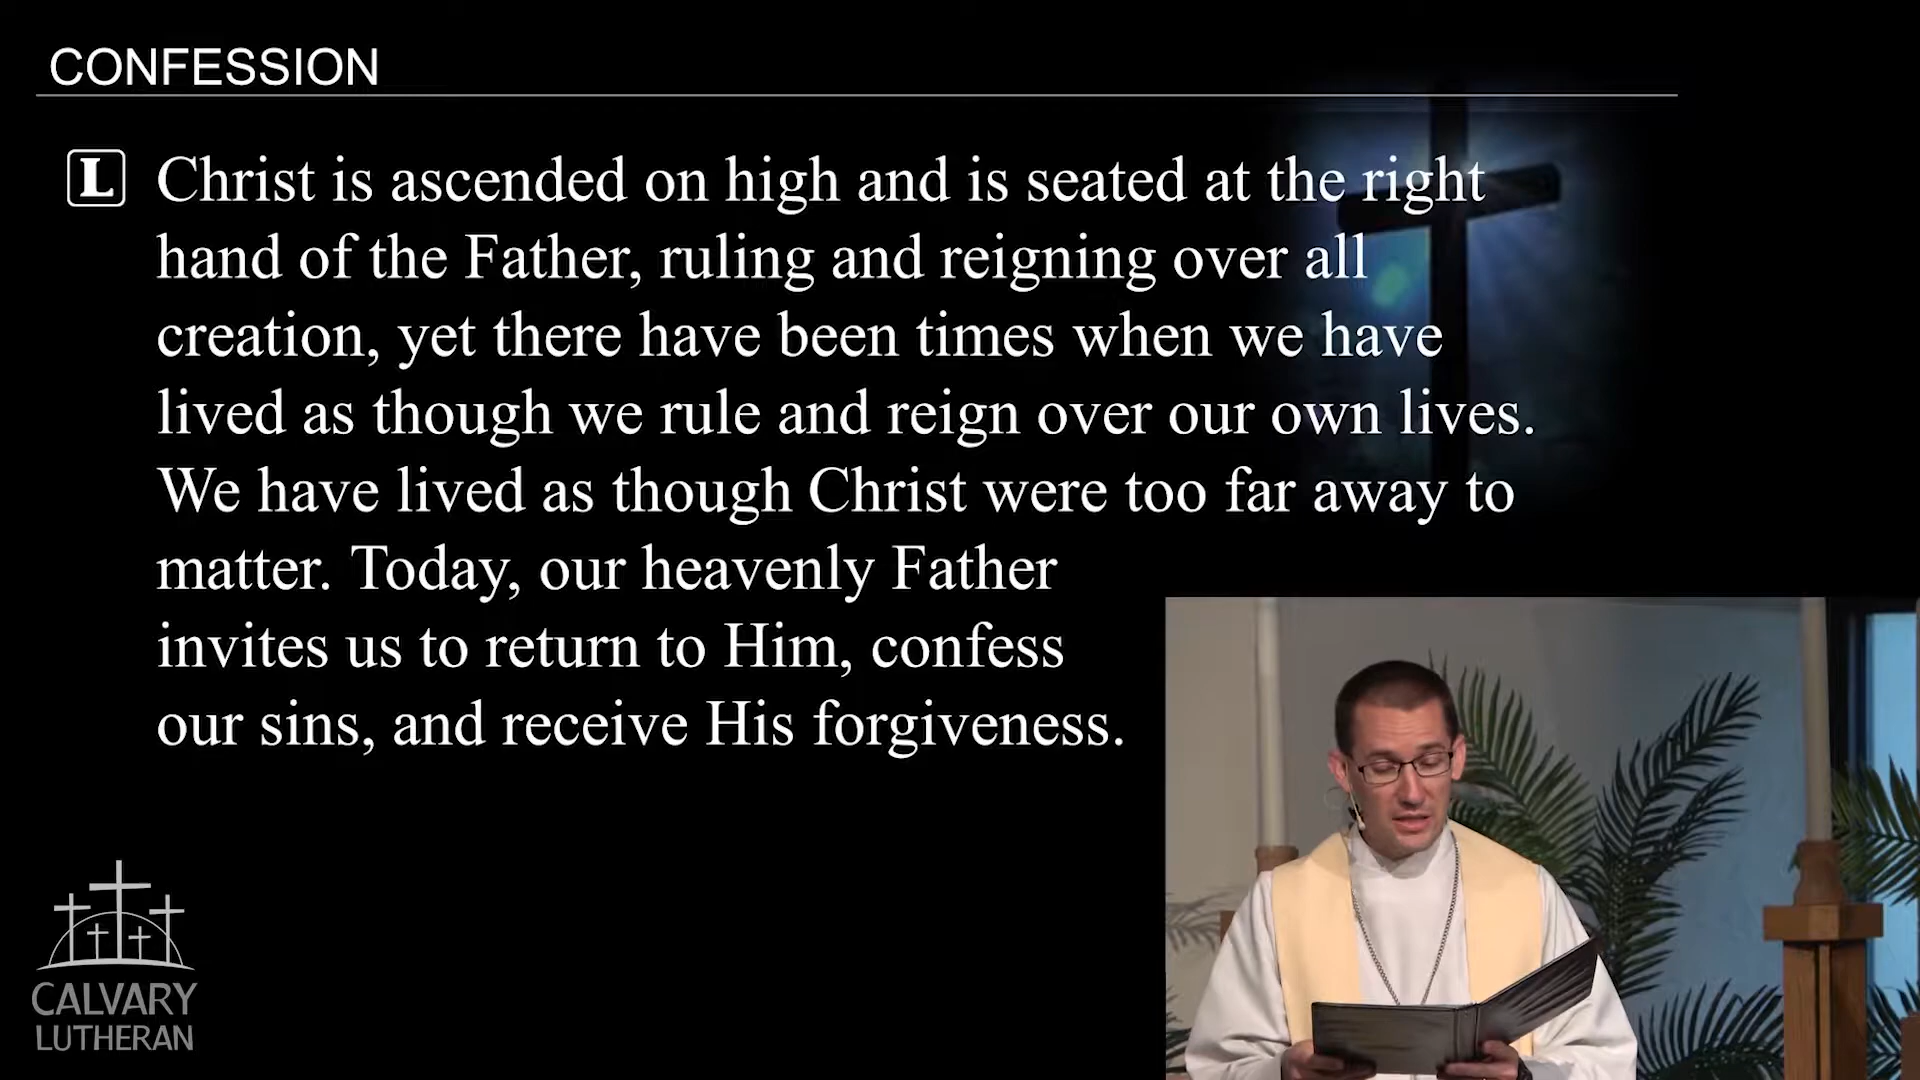 CONFESSION
L Christ is ascended on high and is seated at the right
hand of the Father, ruling and reigning over all
creation, yet there have been times when we have
lived as though we rule and reign over our own lives.
We have lived as though Christ were too far away to
matter. Today, our heavenly Father
invites us to return to Him, confess
our sins, and receive His forgiveness.
CALVARY
LUTHERAN